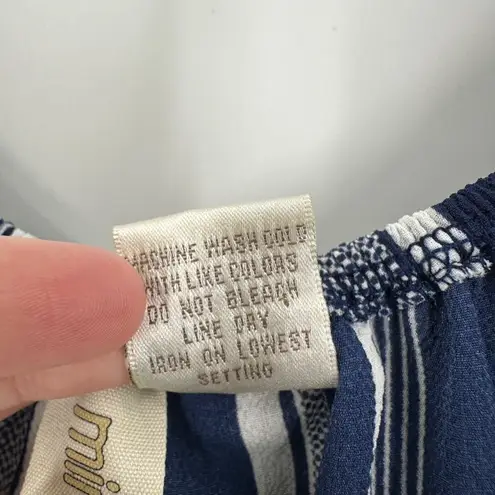 MACHINE WASH COLD
WITH LIKE COLORS
DO NOT BLEACH
LINE DRY
IRON ON LOWEST
SETTING